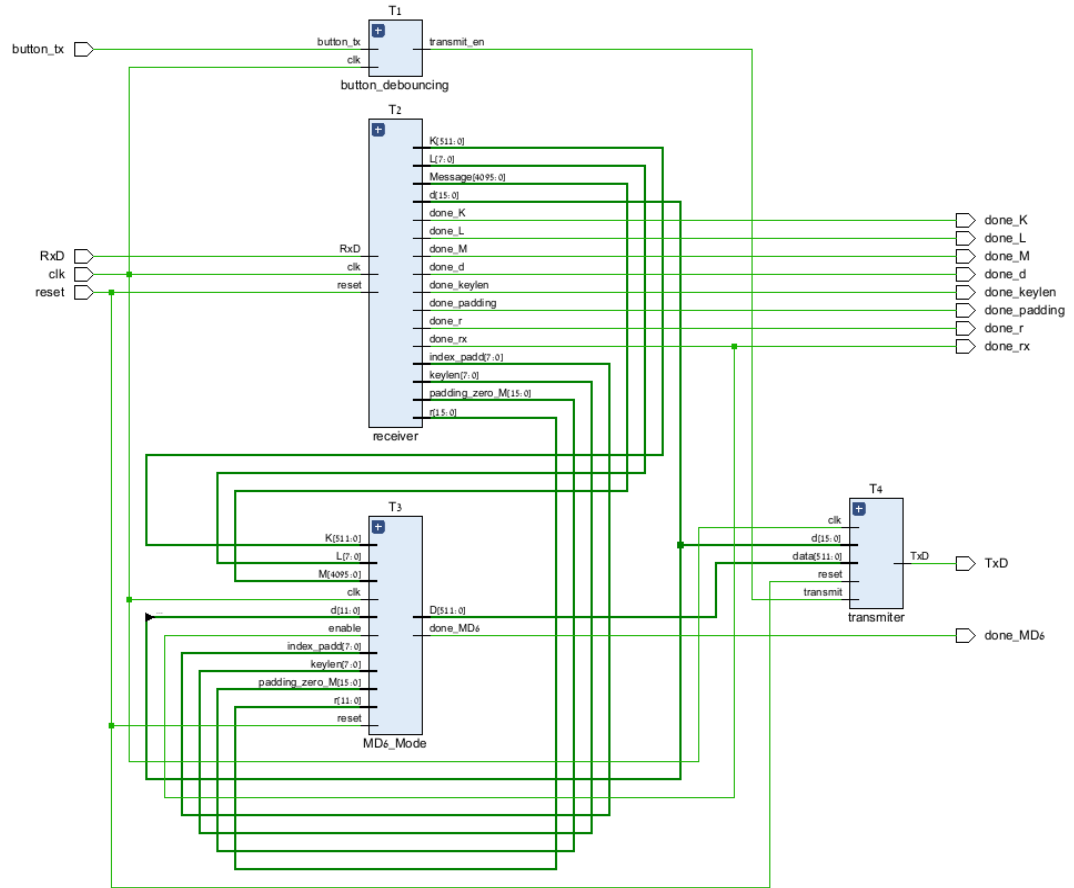 T1
button_tx
button_tx
transmit_en
clk
button_debouncing
T2
K[511:0]
L[7:0]
Message[4095:0]
d[15:0]
done_K
done_K
done_L
done_L
RxD
RxD
done_M
done_M
clk
clk
done_d
done_d
reset
reset
done_keylen
done_keylen
done_padding
done_padding
done_r
done_r
done_rx
done_rx
index_padd[7:0]
keylen[7:0]
padding_zero_M[15:0]
r[15:0]
receiver
T3
K[511:0]
L[7:0]
M[4095:0]
clk
d[11:0]
...
D[511:0]
enable
done_MD6
index_padd[7:0]
keylen[7:0]
padding_zero_M[15:0]
r[11:0]
reset
MD6_Mode
T4
clk
d[15:0]
data[511:0]
TxD
TxD
reset
transmit
transmiter
done_MD6